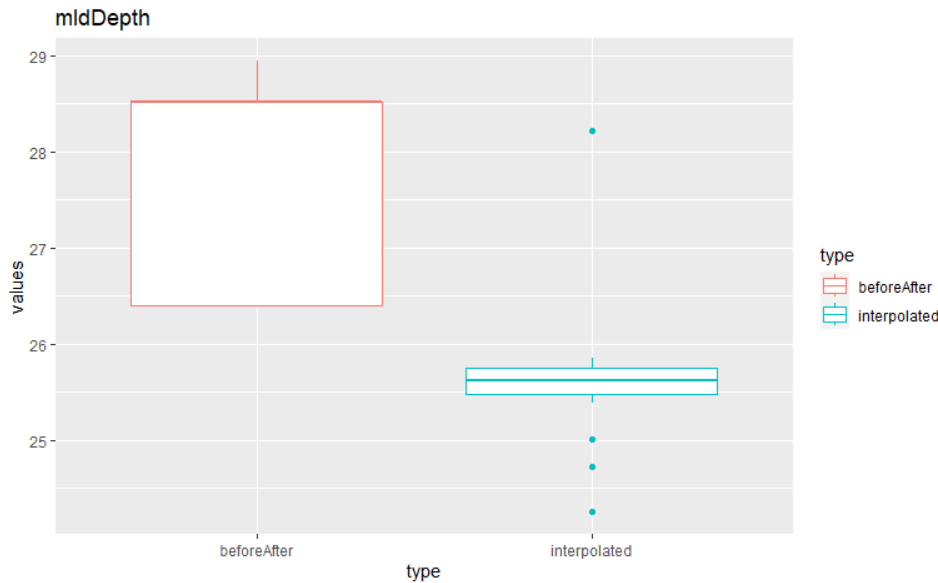 mldDepth
29
28
27
26
25
values
beforeAfter
interpolated
type
type
beforeAfter
interpolated